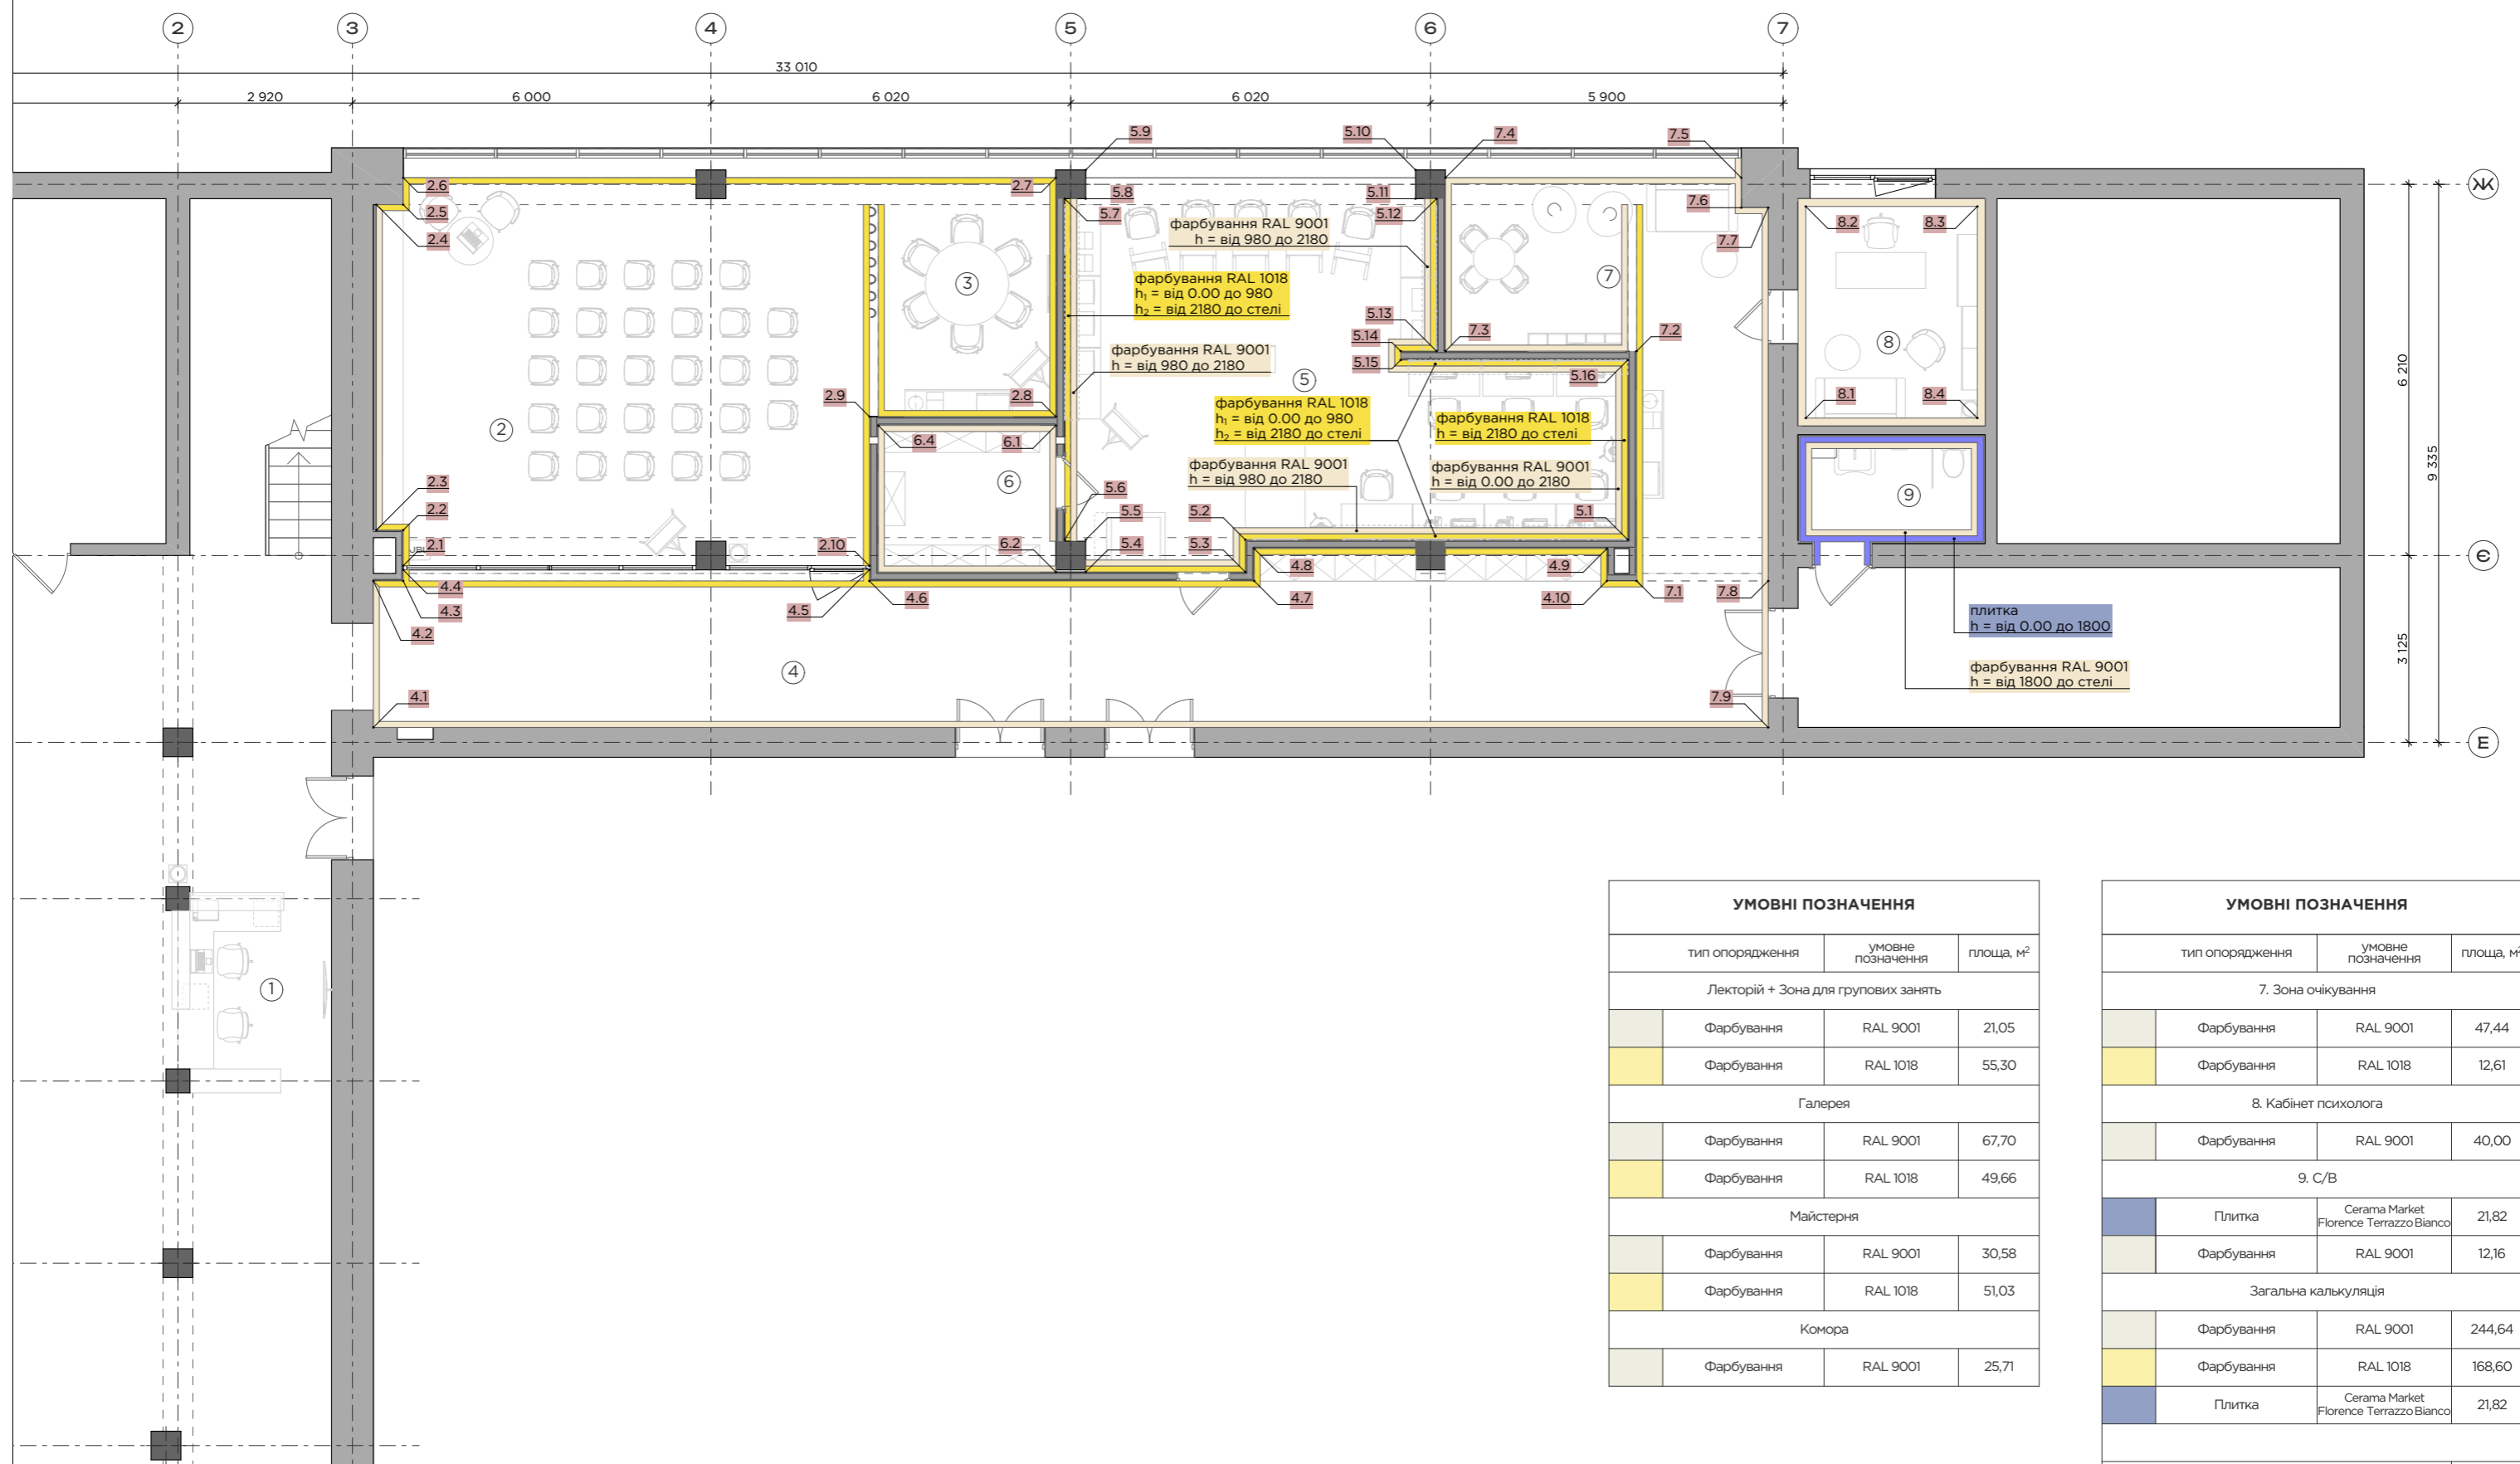 2
3
4
5
6
7
33 010
2 920
6 000
6 020
6 020
5 900
5.9
5.10
7.4
7.5
2.6
2.7
5.8
5.11
7.6
Ж
2.5
5.7
5.12
2.4
7.7
8.2
8.3
фарбування RAL 9001
h = від 980 до 2180
3
7
фарбування RAL 1018
h₁ = від 0.00 до 980
h₂ = від 2180 до стелі
5.13
5.14
7.3
7.2
8
фарбування RAL 9001
h = від 980 до 2180
5.15
5
5.16
6 210
2.9
2.8
8.1
8.4
фарбування RAL 1018
h₁ = від 0.00 до 980
h₂ = від 2180 до стелі
фарбування RAL 1018
h = від 2180 до стелі
2
6.4
6.1
9 335
фарбування RAL 9001
h = від 980 до 2180
фарбування RAL 9001
h = від 0.00 до 2180
2.3
6
5.6
9
2.2
5.5
5.2
5.1
JBL
2.1
2.10
6.2
5.4
5.3
Є
4.8
4.9
4.4
4.3
4.5
4.6
4.7
4.10
7.1
7.8
4.2
плитка
h = від 0.00 до 1800
3 125
4
фарбування RAL 9001
h = від 1800 до стелі
4.1
7.9
Е
1
УМОВНІ ПОЗНАЧЕННЯ
тип опорядження
умовне
позначення
площа, м²
Лекторій + Зона для групових занять
Фарбування RAL 9001 21,05
Фарбування RAL 1018 55,30
Галерея
Фарбування RAL 9001 67,70
Фарбування RAL 1018 49,66
Майстерня
Фарбування RAL 9001 30,58
Фарбування RAL 1018 51,03
Комора
Фарбування RAL 9001 25,71
УМОВНІ ПОЗНАЧЕННЯ
тип опорядження
умовне
позначення
площа, м²
7. Зона очікування
Фарбування RAL 9001 47,44
Фарбування RAL 1018 12,61
8. Кабінет психолога
Фарбування RAL 9001 40,00
9. С/В
Плитка
Cerama Market
Florence Terrazzo Bianco
21,82
Фарбування RAL 9001 12,16
Загальна калькуляція
Фарбування RAL 9001 244,64
Фарбування RAL 1018 168,60
Плитка
Cerama Market
Florence Terrazzo Bianco
21,82